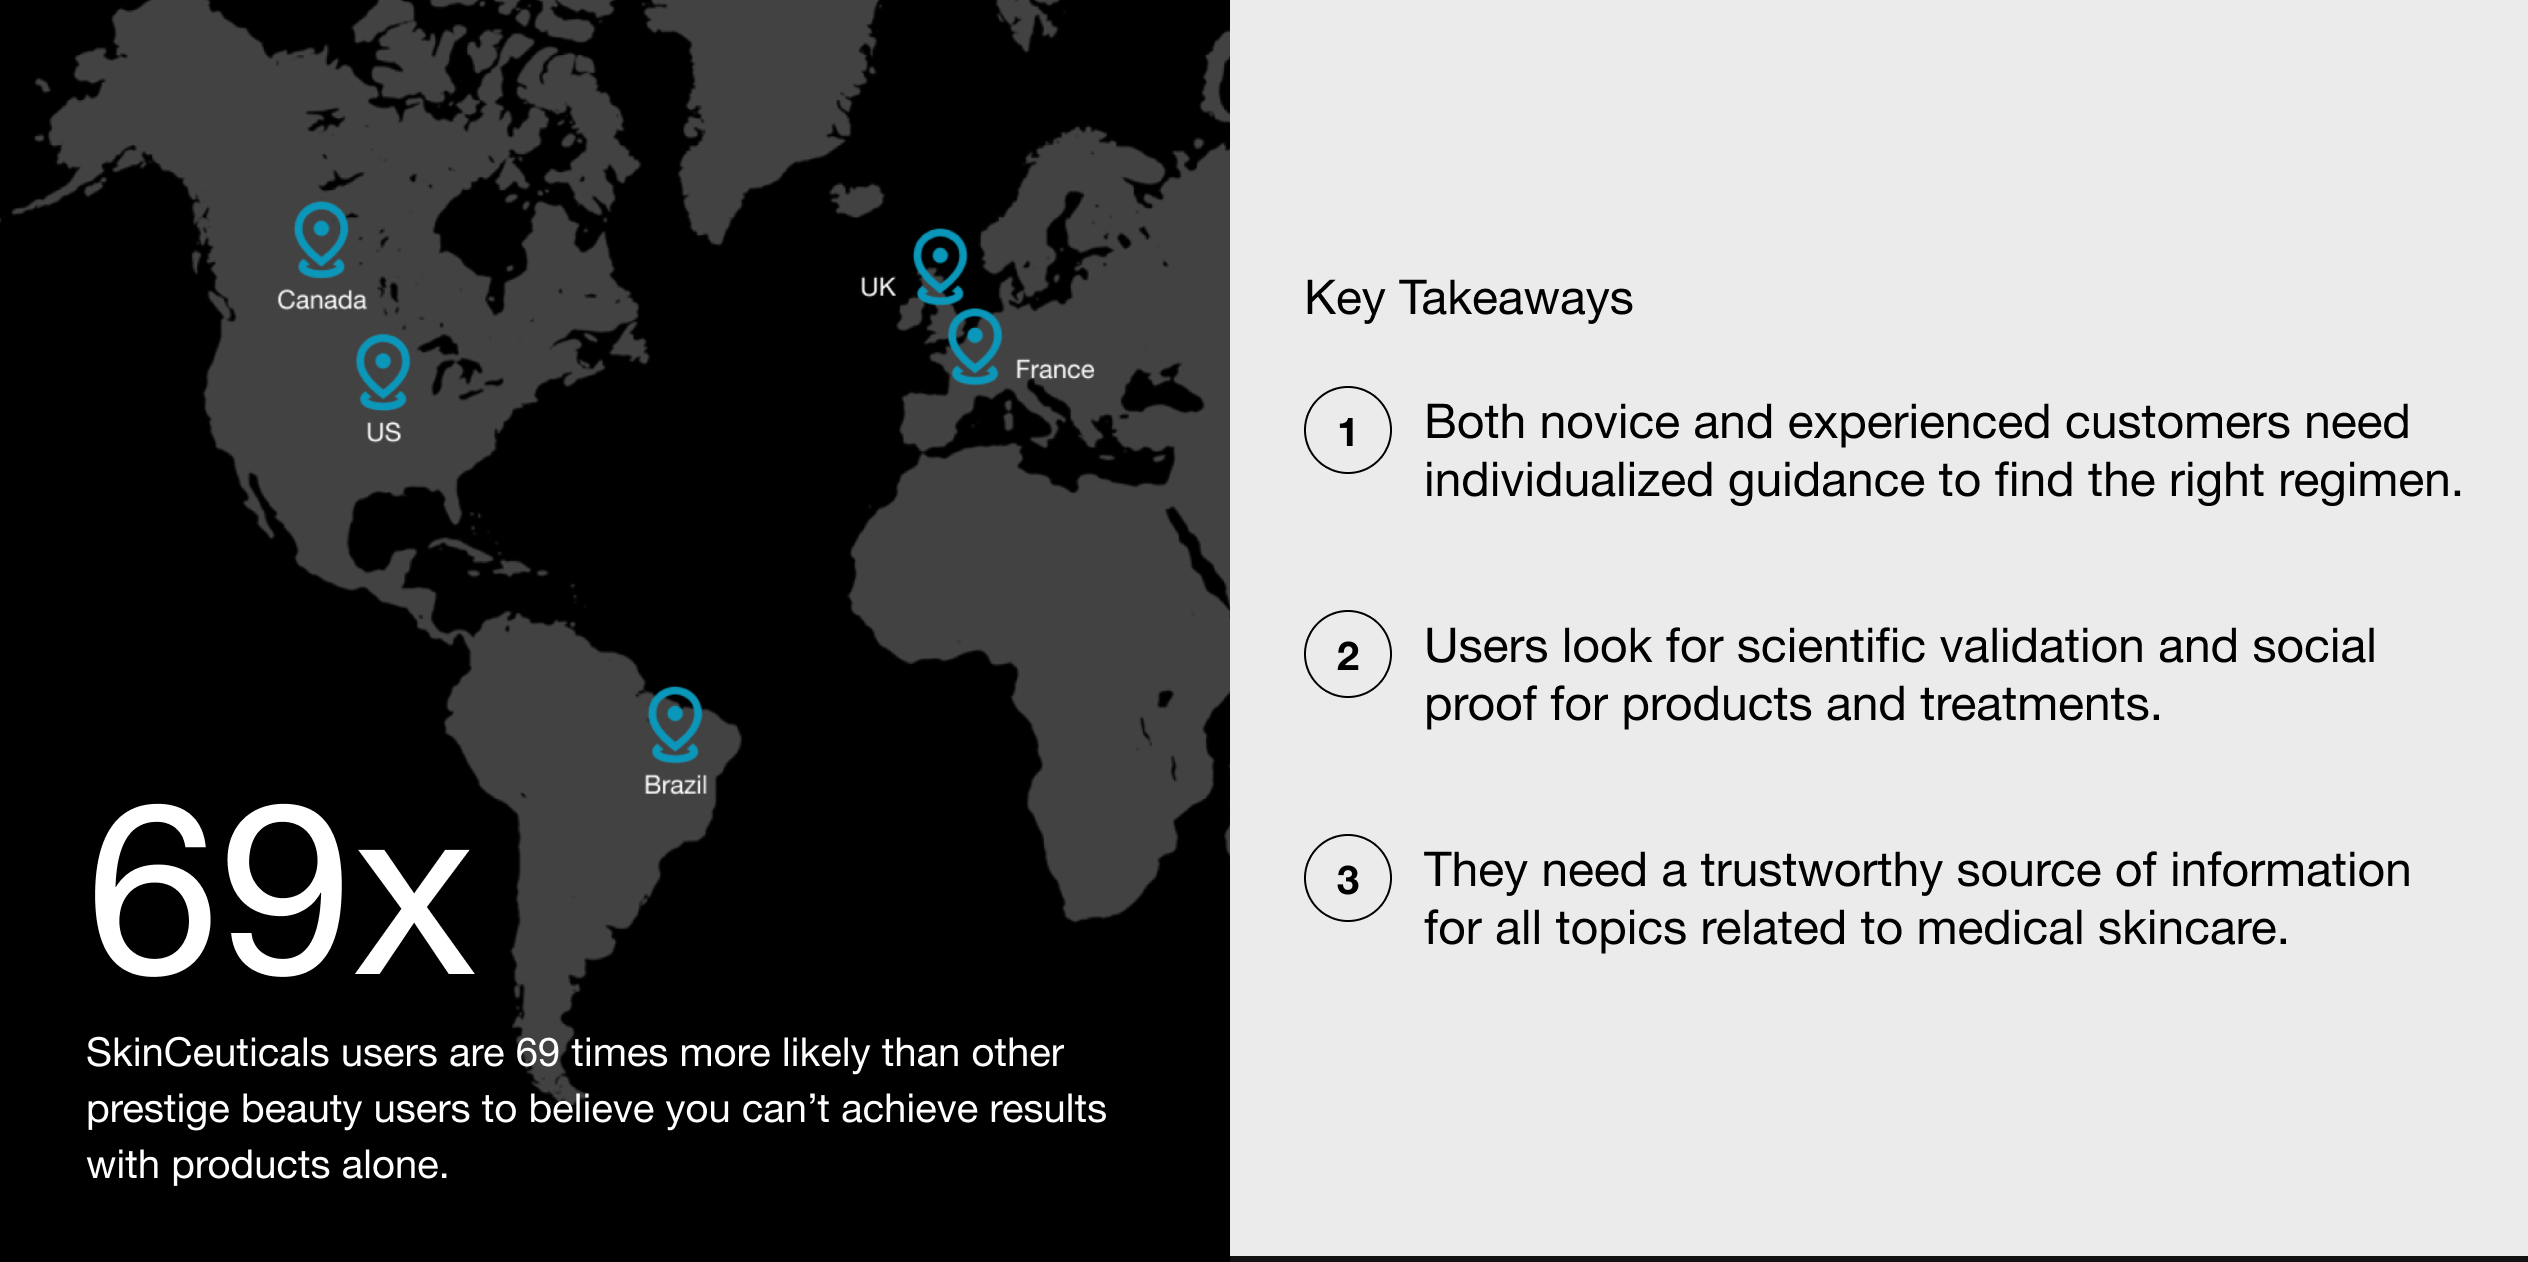 Canada
US
UK
France
Brazil
69x
SkinCeuticals users are 69 times more likely than other
prestige beauty users to believe you can’t achieve results
with products alone.
Key Takeaways
1
Both novice and experienced customers need
individualized guidance to find the right regimen.
2
Users look for scientific validation and social
proof for products and treatments.
3
They need a trustworthy source of information
for all topics related to medical skincare.